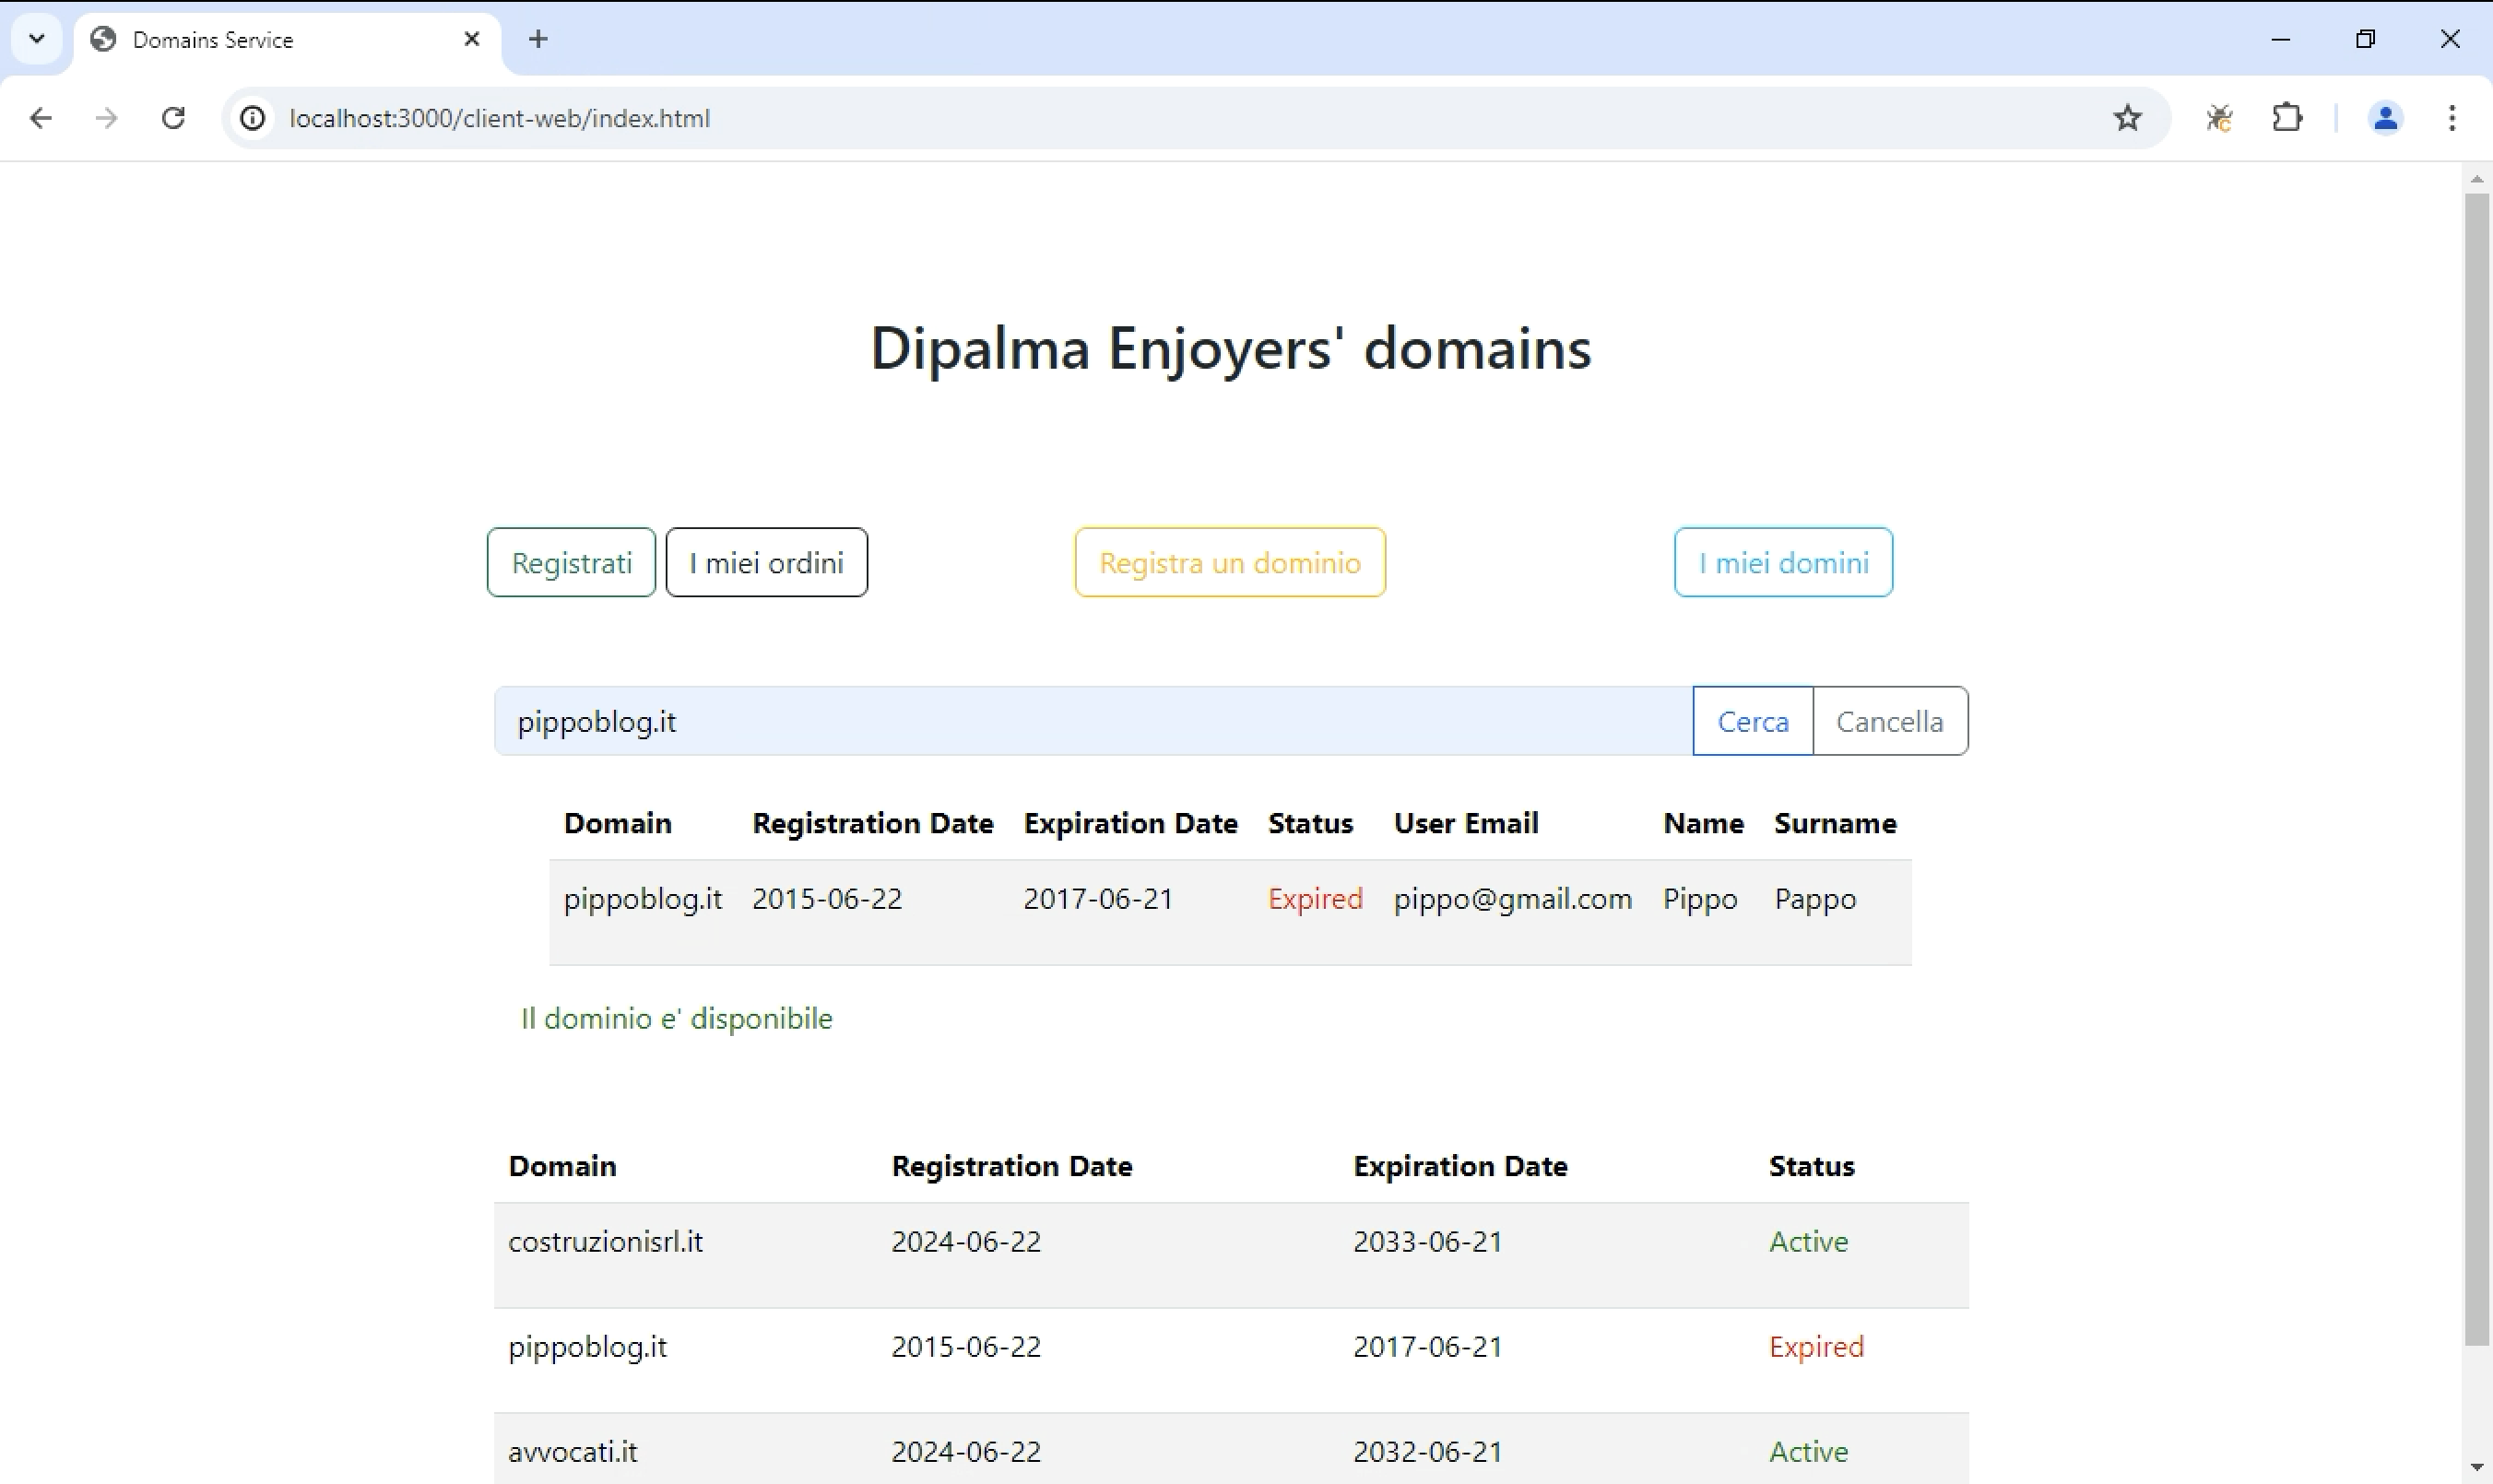 Domains Service
localhost:3000/client-web/index.html
Dipalma Enjoyers' domains
Registrati I miei ordini Registra un dominio I miei domini
pippoblog.it Cerca Cancella
Domain Registration Date Expiration Date Status User Email Name Surname
pippoblog.it 2015-06-22 2017-06-21 Expired pippo@gmail.com Pippo Pappo
Il dominio e' disponibile
Domain Registration Date Expiration Date Status
costruzionisrl.it 2024-06-22 2033-06-21 Active
pippoblog.it 2015-06-22 2017-06-21 Expired
avvocati.it 2024-06-22 2032-06-21 Active